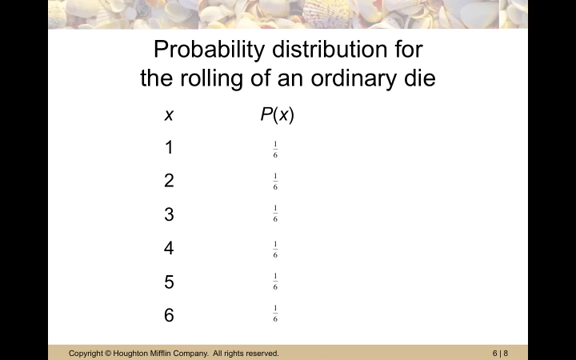 Probability distribution for
the rolling of an ordinary die
x P(x)
1 1/6
2 1/6
3 1/6
4 1/6
5 1/6
6 1/6
Copyright © Houghton Mifflin Company. All rights reserved. 6 | 8